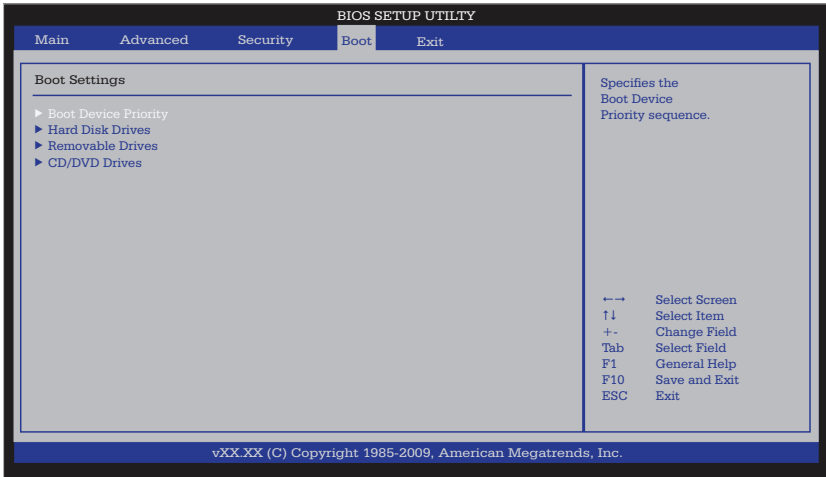 BIOS SETUP UTILTY
Main Advanced Security Boot Exit
Boot Settings
▶ Boot Device Priority
▶ Hard Disk Drives
▶ Removable Drives
▶ CD/DVD Drives
Specifies the
Boot Device
Priority sequence.
←→ Select Screen
↑↓ Select Item
+- Change Field
Tab Select Field
F1 General Help
F10 Save and Exit
ESC Exit
vXX.XX (C) Copyright 1985-2009, American Megatrends, Inc.